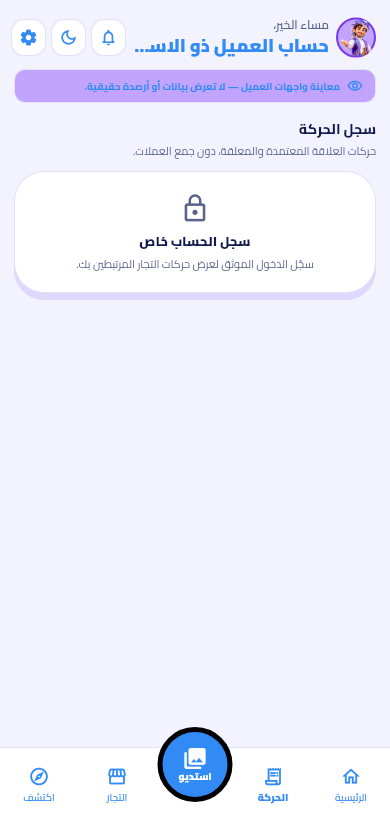 مساء الخير،
حساب العميل ذو الاسـ...
معاينة واجهات العميل — لا تعرض بيانات أو أرصدة حقيقية.
سجل الحركة
حركات العلاقة المعتمدة والمعلقة، دون جمع العملات.
سجل الحساب خاص
سجّل الدخول الموثق لعرض حركات التجار المرتبطين بك.
الرئيسية
الحركة
استديو
التجار
اكتشف